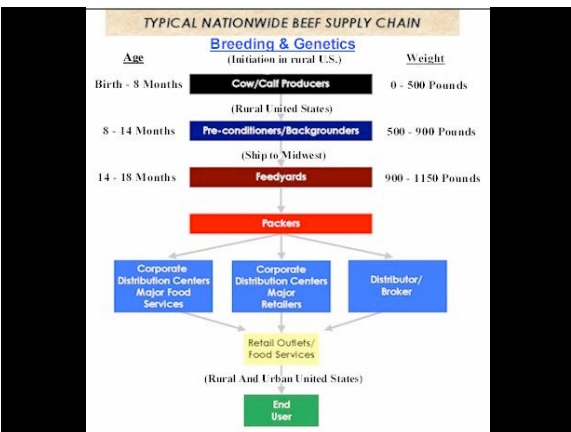 TYPICAL NATIONWIDE BEEF SUPPLY CHAIN
Breeding & Genetics
Age
(Initiation in rural U.S.)
Weight
Birth - 8 Months
Cow/Calf Producers
0 - 500 Pounds
(Rural United States)
8 - 14 Months
Pre-conditioners/Backgrounders
500 - 900 Pounds
(Ship to Midwest)
14 - 18 Months
Feedyards
900 - 1150 Pounds
Packers
Corporate
Distribution Centers
Major Food
Services
Corporate
Distribution Centers
Major
Retailers
Distributor/
Broker
Retail Outlets/
Food Services
(Rural And Urban United States)
End
User